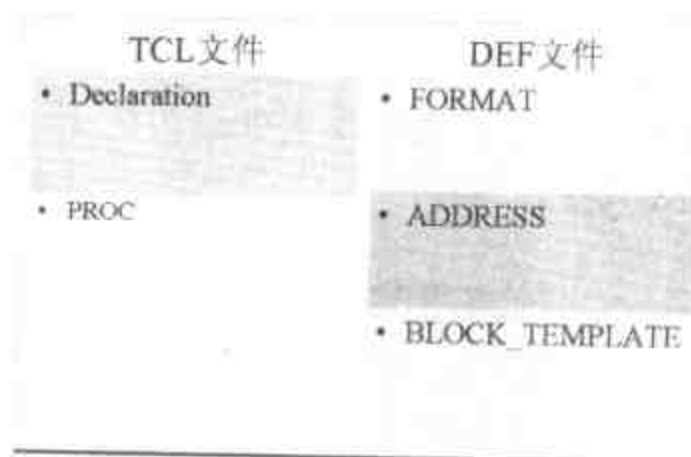 TCL文件
• Declaration
• PROC
DEF文件
• FORMAT
• ADDRESS
• BLOCK_TEMPLATE